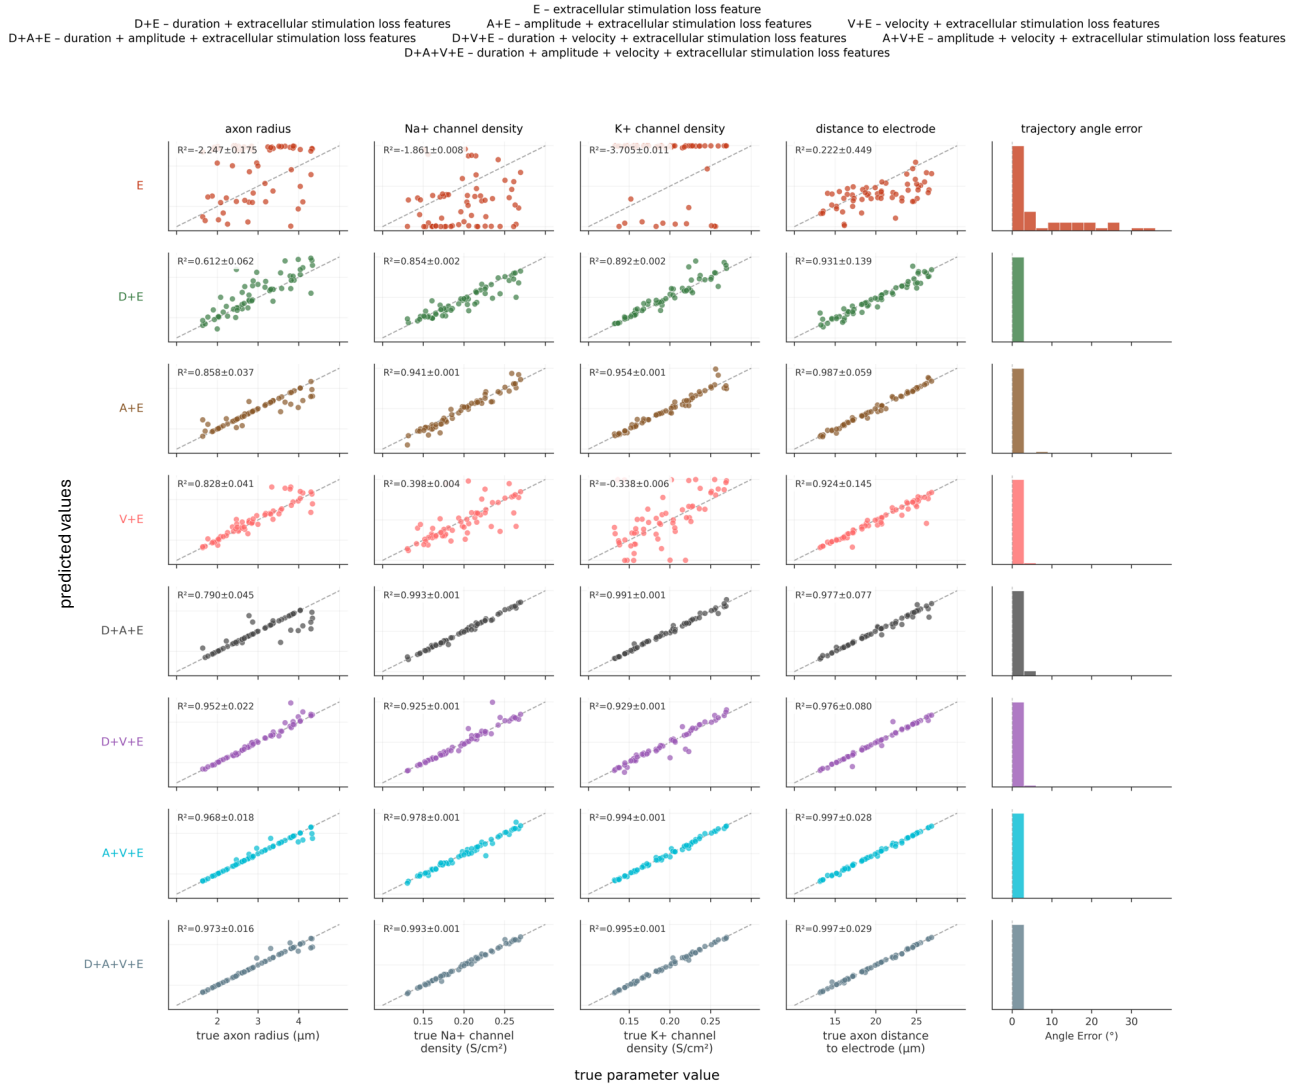 E – extracellular stimulation loss feature
D+E – duration + extracellular stimulation loss features A+E – amplitude + extracellular stimulation loss features V+E – velocity + extracellular stimulation loss features
D+A+E – duration + amplitude + extracellular stimulation loss features D+V+E – duration + velocity + extracellular stimulation loss features A+V+E – amplitude + velocity + extracellular stimulation loss features
D+A+V+E – duration + amplitude + velocity + extracellular stimulation loss features
axon radius Na+ channel density K+ channel density distance to electrode trajectory angle error
R²=-2.247±0.175 R²=-1.861±0.008 R²=-3.705±0.011 R²=0.222±0.449
E
R²=0.612±0.062 R²=0.854±0.002 R²=0.892±0.002 R²=0.931±0.139
D+E
R²=0.858±0.037 R²=0.941±0.001 R²=0.954±0.001 R²=0.987±0.059
A+E
R²=0.828±0.041 R²=0.398±0.004 R²=-0.338±0.006 R²=0.924±0.145
V+E
predicted values
R²=0.790±0.045 R²=0.993±0.001 R²=0.991±0.001 R²=0.977±0.077
D+A+E
R²=0.952±0.022 R²=0.925±0.001 R²=0.929±0.001 R²=0.976±0.080
D+V+E
R²=0.968±0.018 R²=0.978±0.001 R²=0.994±0.001 R²=0.997±0.028
A+V+E
R²=0.973±0.016 R²=0.993±0.001 R²=0.995±0.001 R²=0.997±0.029
D+A+V+E
2 3 4 0.15 0.20 0.25 0.15 0.20 0.25 15 20 25 0 10 20 30
true axon radius (μm) true Na+ channel true K+ channel true axon distance Angle Error (°)
density (S/cm²) density (S/cm²) to electrode (μm)
true parameter value